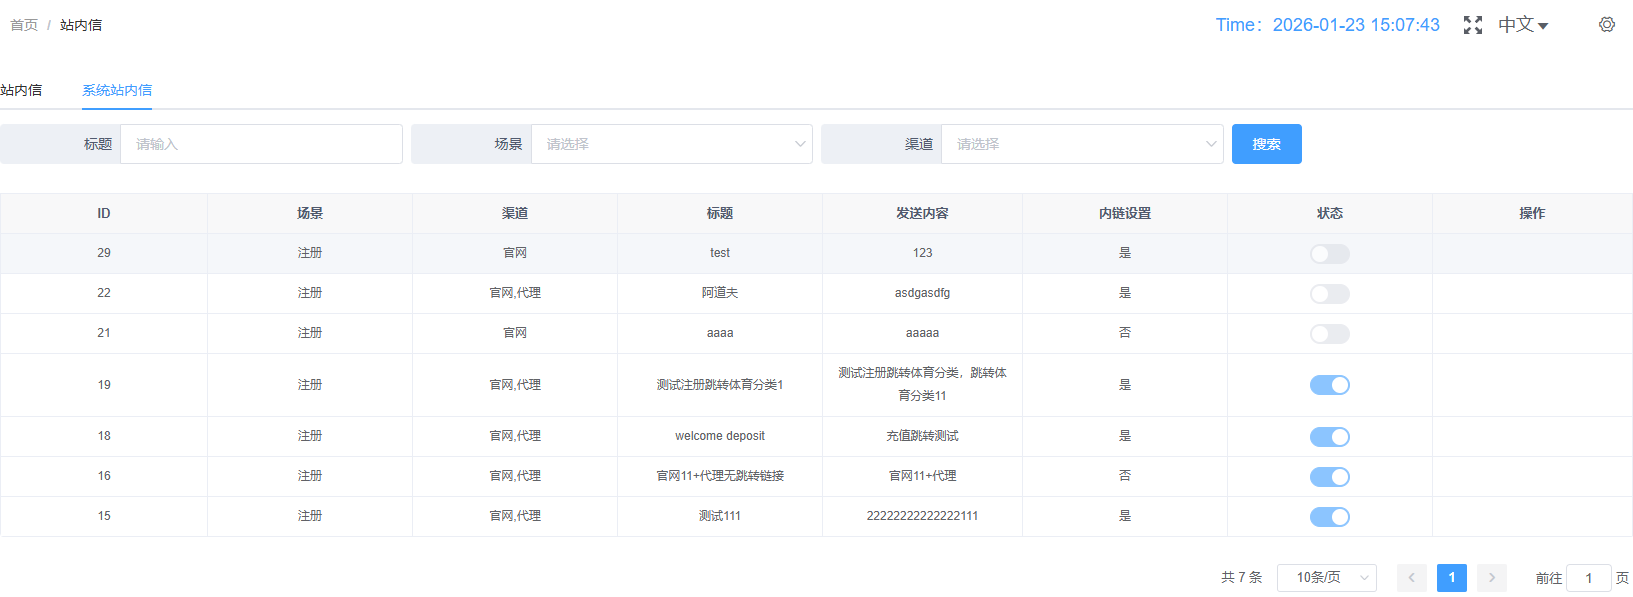 首页 / 站内信
Time：2026-01-23 15:07:43 中文
站内信 系统站内信
标题 请输入 场景 请选择 渠道 请选择 搜索
ID 场景 渠道 标题 发送内容 内链设置 状态 操作
29 注册 官网 test 123 是
22 注册 官网,代理 阿道夫 asdgasdfg 是
21 注册 官网 aaaa aaaaa 否
19 注册 官网,代理 测试注册跳转体育分类1 测试注册跳转体育分类，跳转体 是
育分类11
18 注册 官网,代理 welcome deposit 充值跳转测试 是
16 注册 官网,代理 官网11+代理无跳转链接 官网11+代理 否
15 注册 官网,代理 测试111 22222222222222111 是
共 7 条 10条/页 1 前往 1 页